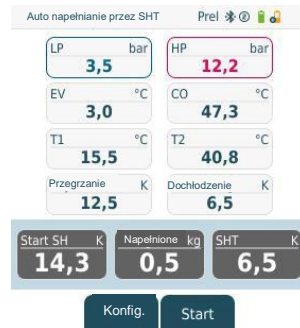 Auto napełnianie przez SHT Prel
LP bar HP bar
3,5 12,2
EV °C CO °C
3,0 47,3
T1 °C T2 °C
15,5 40,8
Przegrzanie K Dochłodzenie K
12,5 6,5
Start SH K Napełnione kg SHT K
14,3 0,5 6,5
Konfig. Start